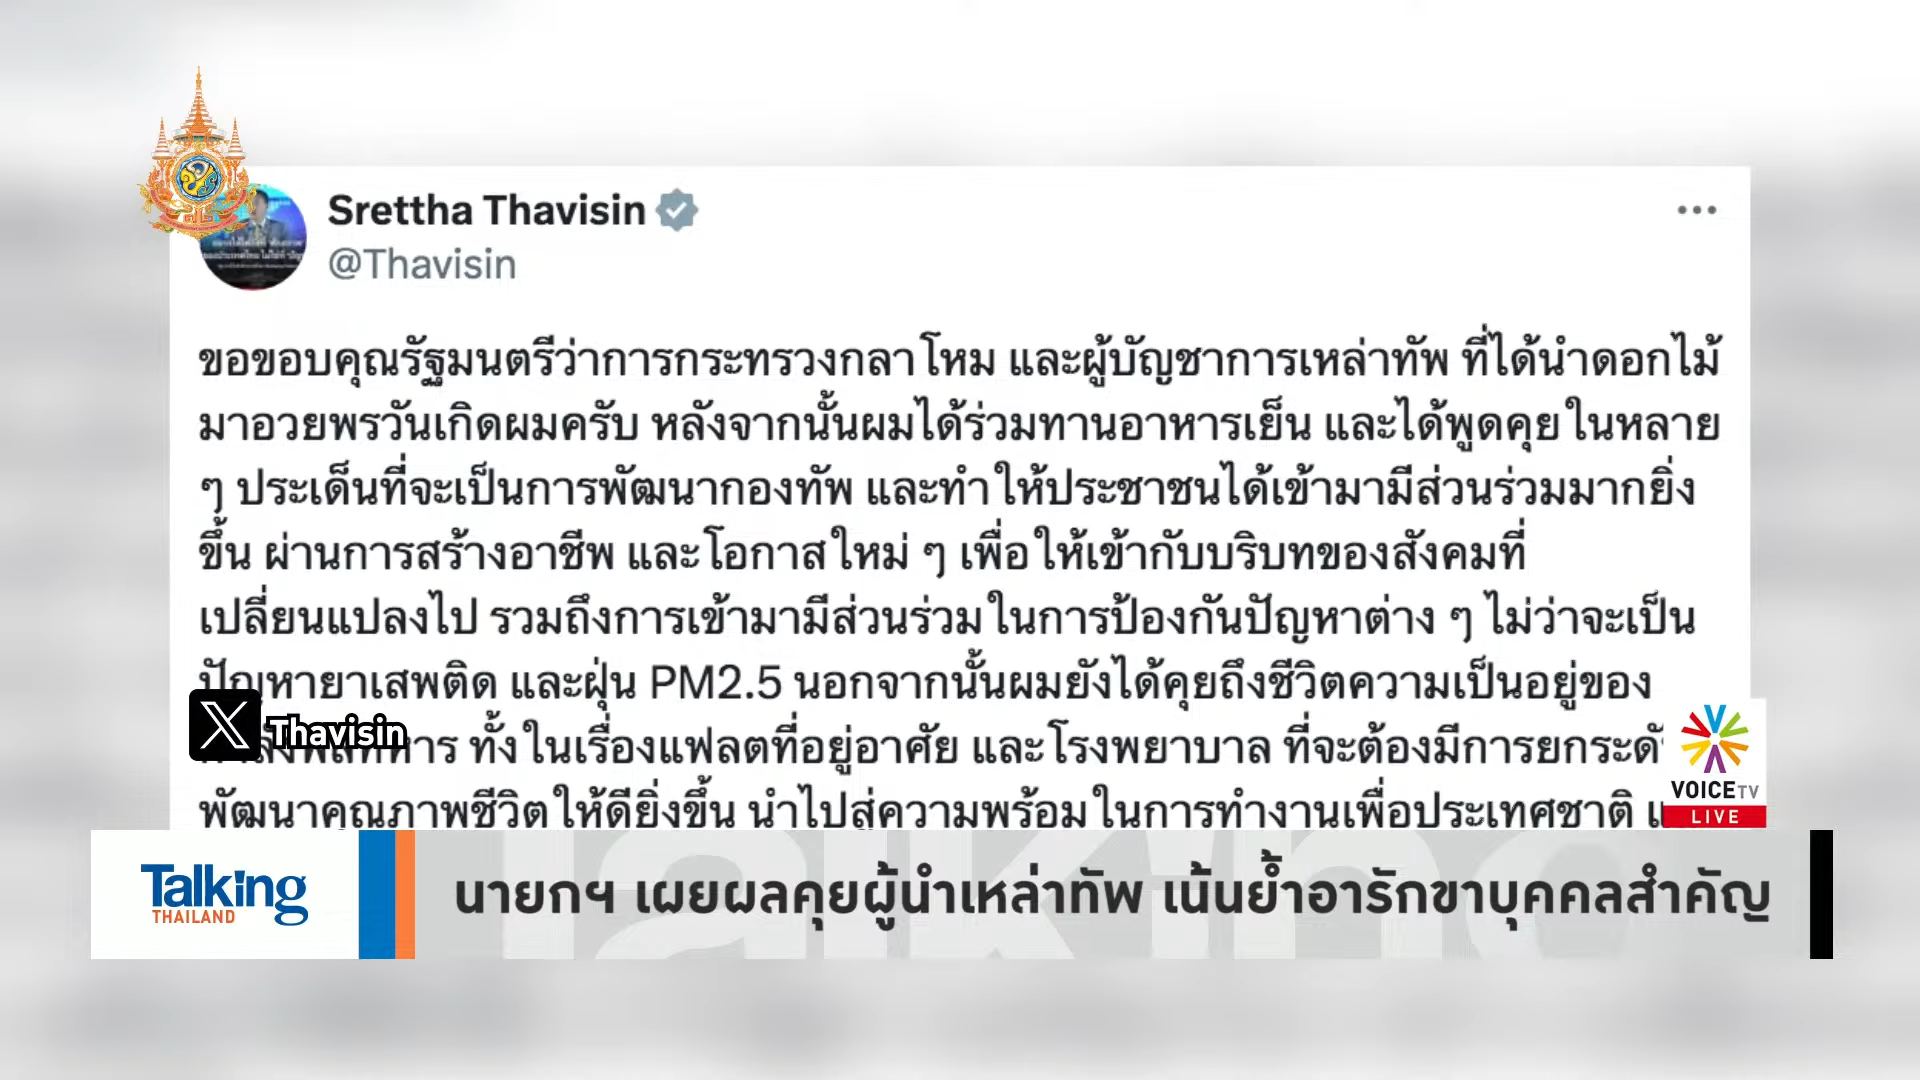 Srettha Thavisin
@Thavisin
ขอขอบคุณรัฐมนตรีว่าการกระทรวงกลาโหม และผู้บัญชาการเหล่าทัพ ที่ได้นำดอกไม้
มาอวยพรวันเกิดผมครับ หลังจากนั้นผมได้ร่วมทานอาหารเย็น และได้พูดคุยในหลาย
ๆ ประเด็นที่จะเป็นการพัฒนากองทัพ และทำให้ประชาชนได้เข้ามามีส่วนร่วมมากยิ่ง
ขึ้น ผ่านการสร้างอาชีพ และโอกาสใหม่ ๆ เพื่อให้เข้ากับบริบทของสังคมที่
เปลี่ยนแปลงไป รวมถึงการเข้ามามีส่วนร่วมในการป้องกันปัญหาต่าง ๆ ไม่ว่าจะเป็น
ปัญหายาเสพติด และฝุ่น PM2.5 นอกจากนั้นผมยังได้คุยถึงชีวิตความเป็นอยู่ของ
ทั้งในเรื่องแฟลตที่อยู่อาศัย และโรงพยาบาล ที่จะต้องมีการยกระดับ
พัฒนาคุณภาพชีวิตให้ดียิ่งขึ้น นำไปสู่ความพร้อมในการทำงานเพื่อประเทศชาติ
X Thavisin
VOICE TV
LIVE
Talking
THAILAND
นายกฯ เผยผลคุยผู้นำเหล่าทัพ เน้นย้ำอารักขาบุคคลสำคัญ